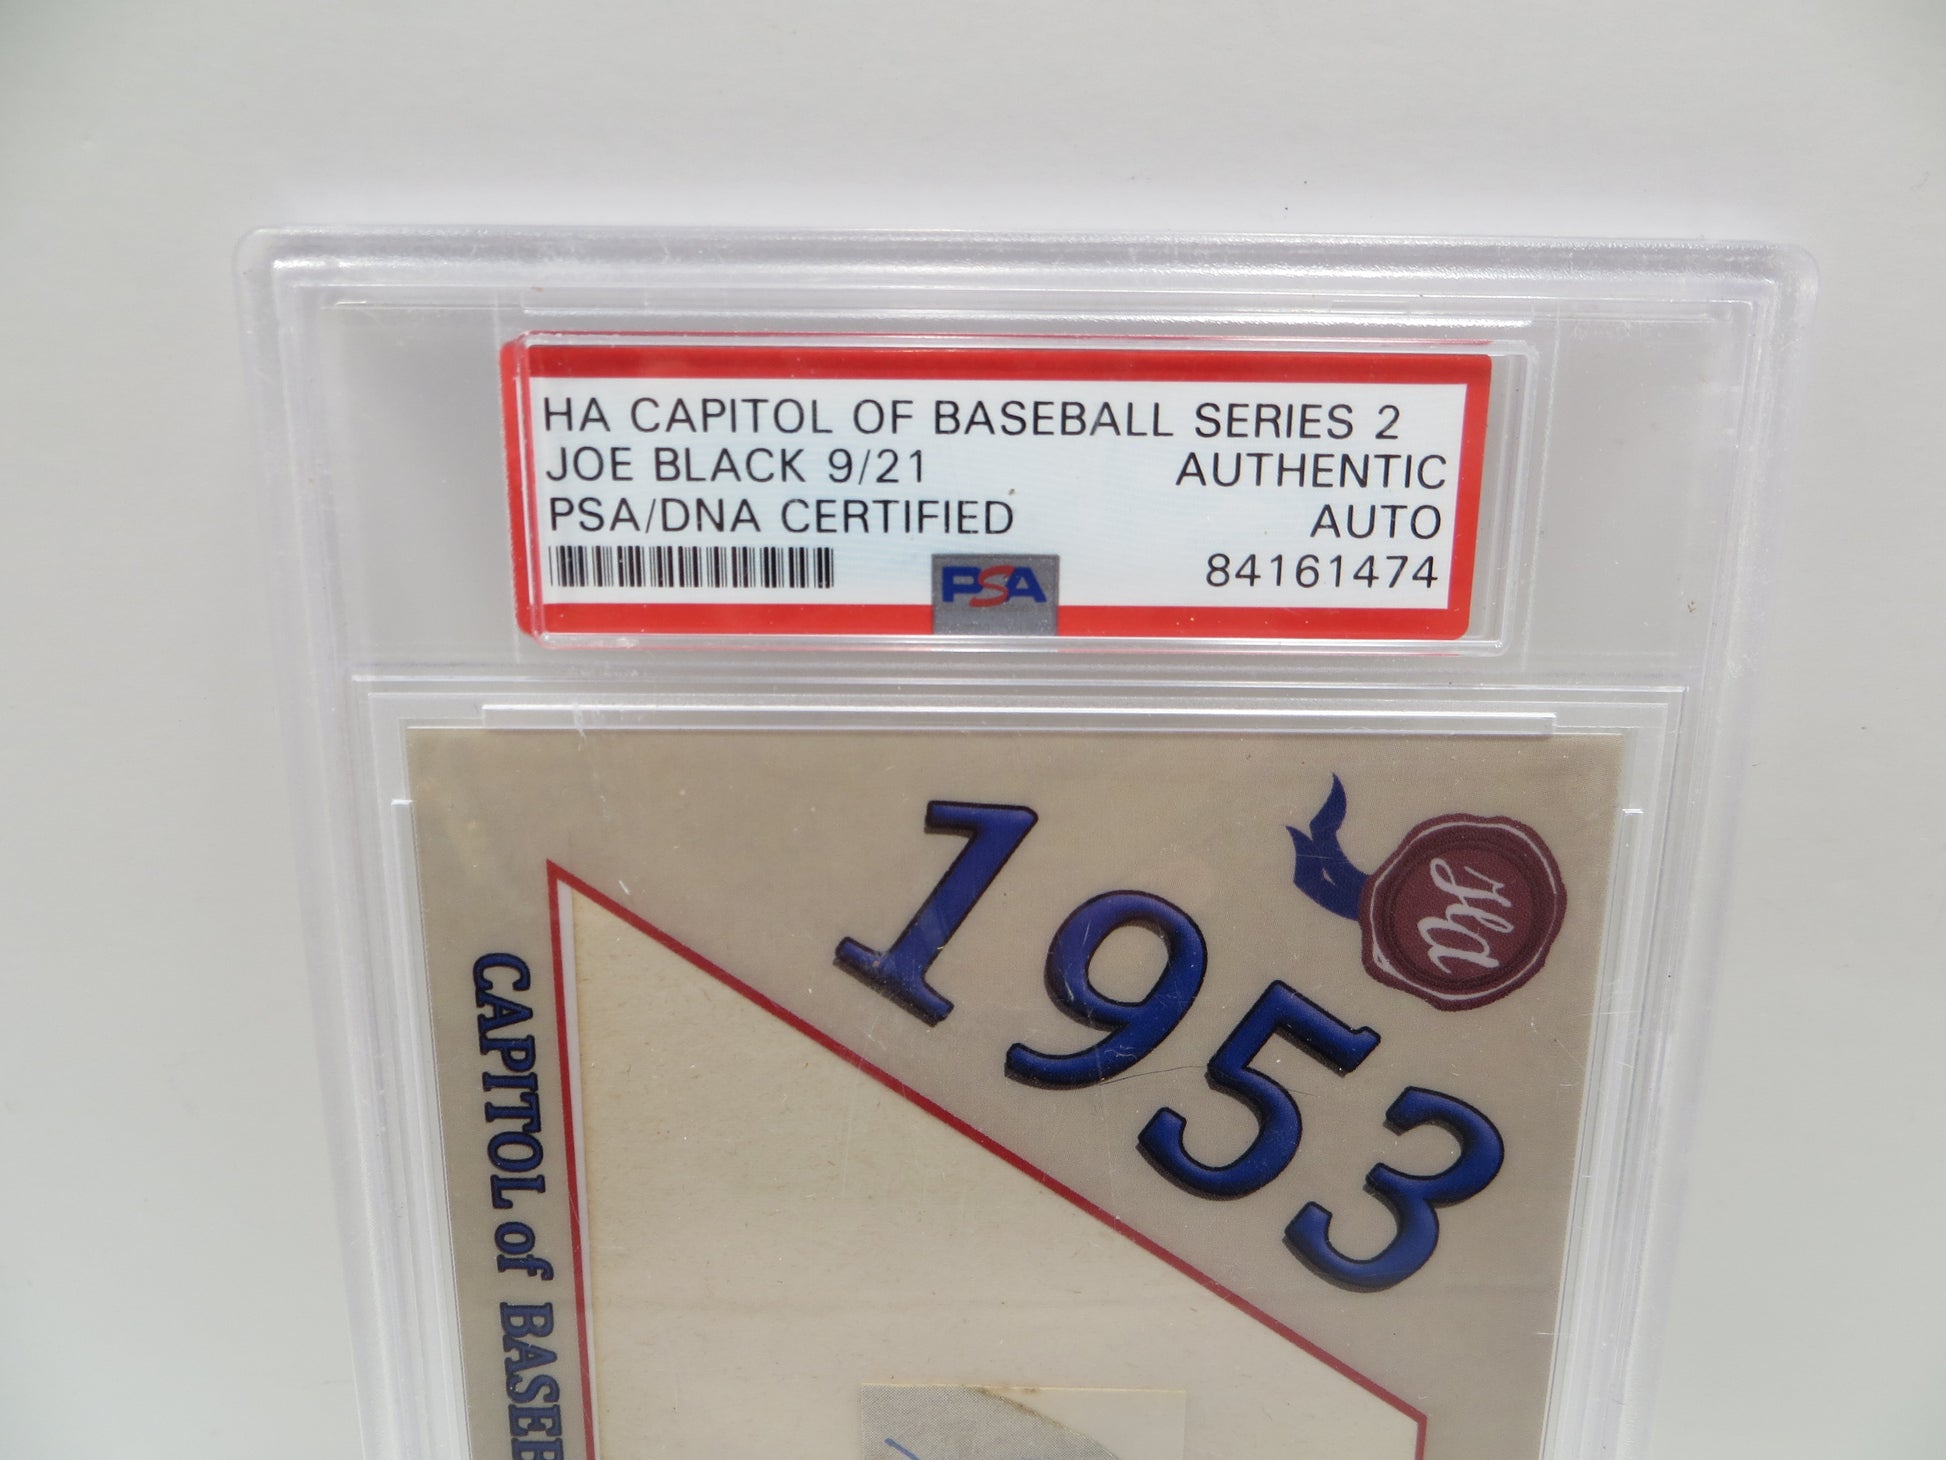 HA CAPITOL OF BASEBALL SERIES 2
JOE BLACK 9/21 AUTHENTIC
PSA/DNA CERTIFIED AUTO
84161474
PSA
1953
Ha
CAPITOL of BASEB